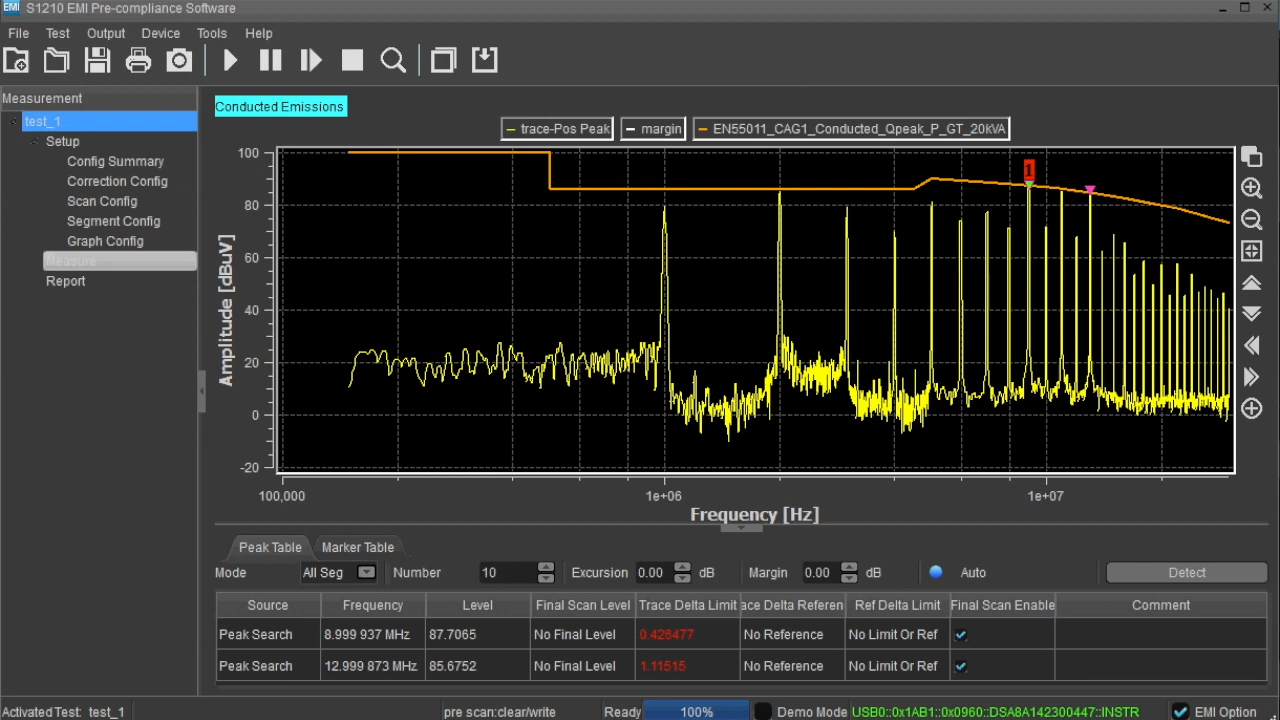 EMI S1210 EMI Pre-compliance Software
File Test Output Device Tools Help
Measurement
test_1
Setup
Config Summary
Correction Config
Scan Config
Segment Config
Graph Config
Measure
Report
Conducted Emissions
trace-Pos Peak margin EN55011_CAG1_Conducted_Qpeak_P_GT_20kVA
1
100
80
60
40
20
0
-20
Amplitude [dBuV]
100,000 1e+06 1e+07
Frequency [Hz]
Peak Table Marker Table
Mode All Seg Number 10 Excursion 0.00 dB Margin 0.00 dB Auto Detect
Source Frequency Level Final Scan Level Trace Delta Limit ace Delta Referen Ref Delta Limit Final Scan Enable Comment
Peak Search 8.999 937 MHz 87.7065 No Final Level 0.426477 No Reference No Limit Or Ref
Peak Search 12.999 873 MHz 85.6752 No Final Level 1.11515 No Reference No Limit Or Ref
Activated Test: test_1 pre scan:clear/write Ready 100% Demo Mode USB0::0x1AB1::0x0960::DSA8A142300447::INSTR EMI Option